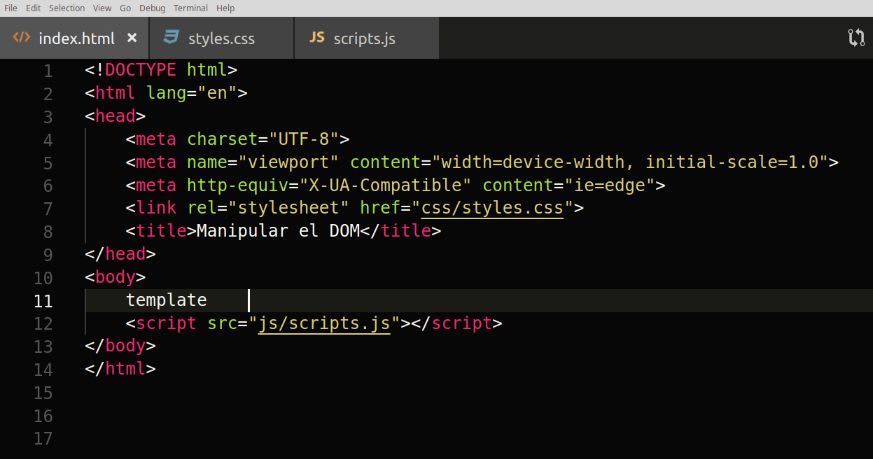 File Edit Selection View Go Debug Terminal Help
</> index.html × styles.css JS scripts.js
1 <!DOCTYPE html>
2 <html lang="en">
3 <head>
4 <meta charset="UTF-8">
5 <meta name="viewport" content="width=device-width, initial-scale=1.0">
6 <meta http-equiv="X-UA-Compatible" content="ie=edge">
7 <link rel="stylesheet" href="css/styles.css">
8 <title>Manipular el DOM</title>
9 </head>
10 <body>
11 template
12 <script src="js/scripts.js"></script>
13 </body>
14 </html>
15
16
17